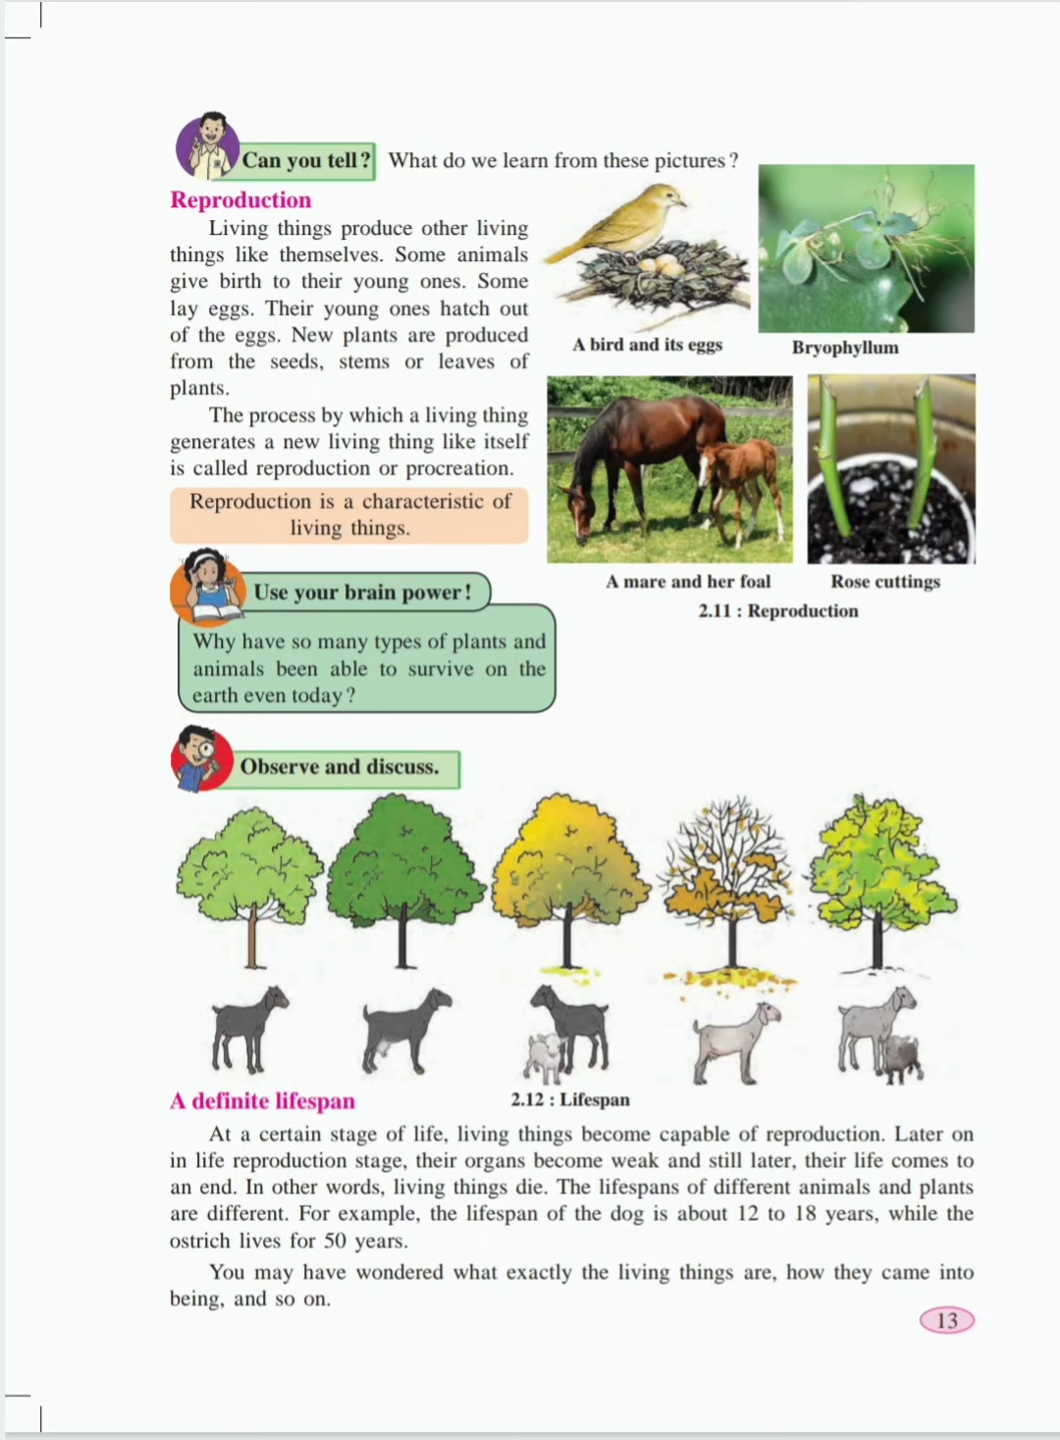 Can you tell?  What do we learn from these pictures?
Reproduction
Living things produce other living
things like themselves. Some animals
give birth to their young ones. Some
lay eggs. Their young ones hatch out
of the eggs. New plants are produced
from the seeds, stems or leaves of
plants.
The process by which a living thing
generates a new living thing like itself
is called reproduction or procreation.
Reproduction is a characteristic of
living things.
A bird and its eggs
Bryophyllum
A mare and her foal
Rose cuttings
2.11 : Reproduction
Use your brain power!
Why have so many types of plants and
animals been able to survive on the
earth even today?
Observe and discuss.
2.12 : Lifespan
A definite lifespan
At a certain stage of life, living things become capable of reproduction. Later on
in life reproduction stage, their organs become weak and still later, their life comes to
an end. In other words, living things die. The lifespans of different animals and plants
are different. For example, the lifespan of the dog is about 12 to 18 years, while the
ostrich lives for 50 years.
You may have wondered what exactly the living things are, how they came into
being, and so on.
13